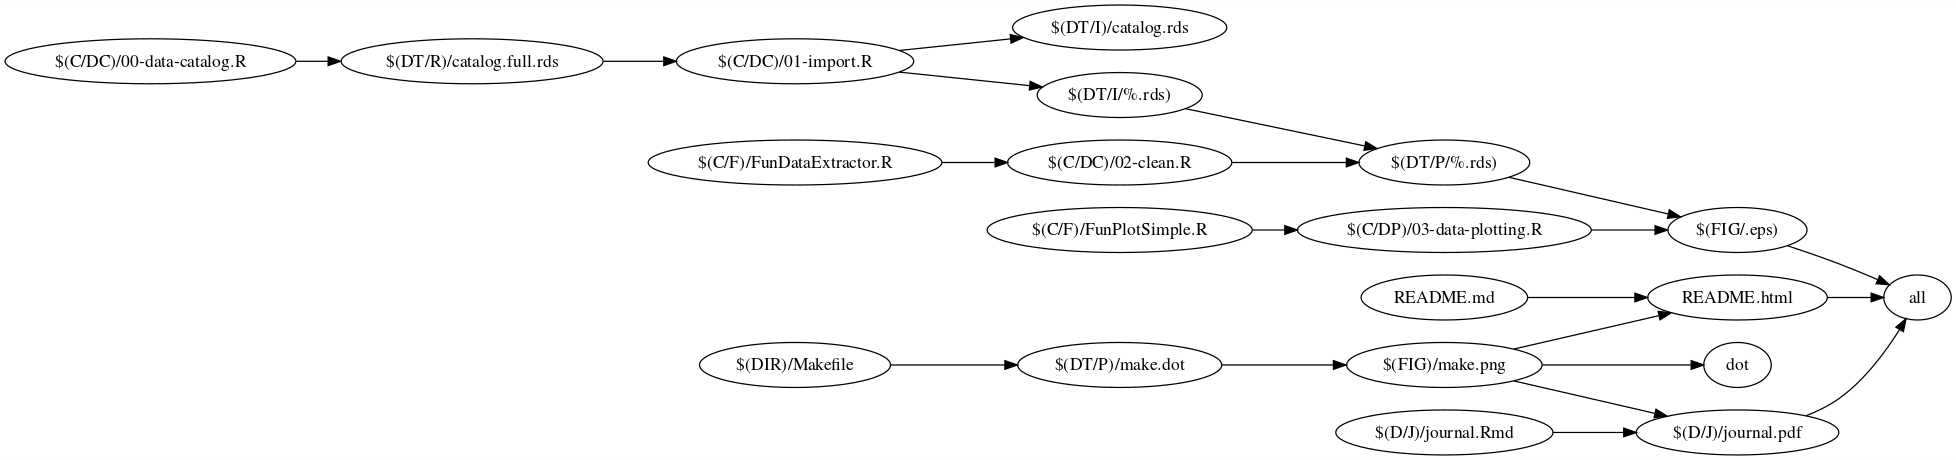 $(DT/I)/catalog.rds
$(C/DC)/00-data-catalog.R
$(DT/R)/catalog.full.rds
$(C/DC)/01-import.R
$(DT/I/%.rds)
$(C/F)/FunDataExtractor.R
$(C/DC)/02-clean.R
$(DT/P/%.rds)
$(C/F)/FunPlotSimple.R
$(C/DP)/03-data-plotting.R
$(FIG/.eps)
README.md
README.html
all
$(DIR)/Makefile
$(DT/P)/make.dot
$(FIG)/make.png
dot
$(D/J)/journal.Rmd
$(D/J)/journal.pdf